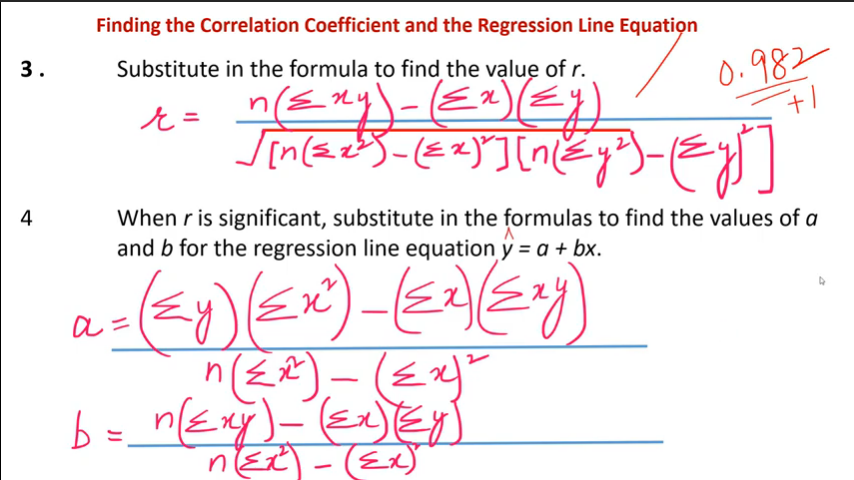 Finding the Correlation Coefficient and the Regression Line Equation
3 . Substitute in the formula to find the value of r.
0.982
+1
r = n(Σxy) - (Σx)(Σy)
√[n(Σx²) - (Σx)²][n(Σy²) - (Σy)²]
4 When r is significant, substitute in the formulas to find the values of a
and b for the regression line equation ŷ = a + bx.
a = (Σy)(Σx²) - (Σx)(Σxy)
n(Σx²) - (Σx)²
b = n(Σxy) - (Σx)(Σy)
n(Σx²) - (Σx)²